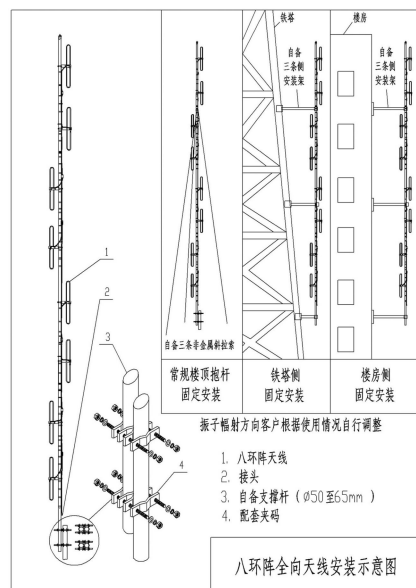 铁塔
楼房
自备
三条侧
安装架
自备
三条侧
安装架
自备三条非金属斜拉索
常规楼顶抱杆
固定安装
铁塔侧
固定安装
楼房侧
固定安装
振子幅射方向客户根据使用情况自行调整
1
2
3
4
1. 八环阵天线
2. 接头
3. 自备支撑杆（Ø50至65mm）
4. 配套夹码
八环阵全向天线安装示意图